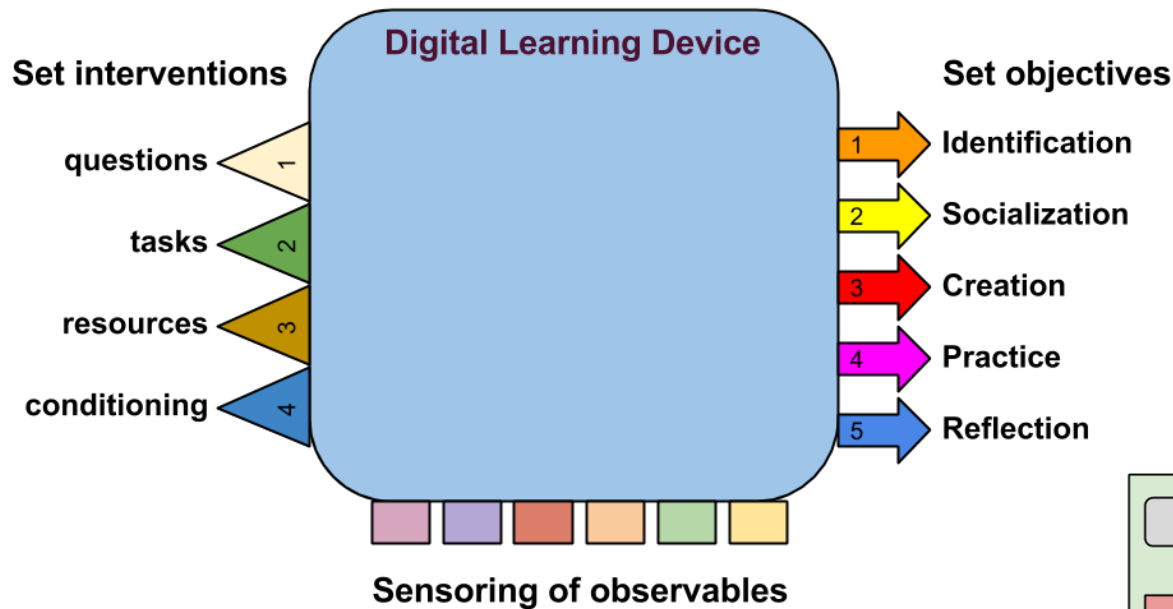 Digital Learning Device
Set interventions
Set objectives
questions
1
tasks
2
resources
3
conditioning
4
1 Identification
2 Socialization
3 Creation
4 Practice
5 Reflection
Sensoring of observables